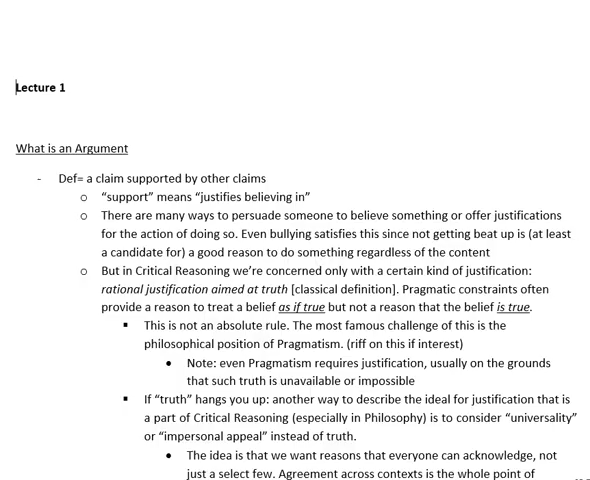 Lecture 1
What is an Argument
- Def= a claim supported by other claims
o "support" means "justifies believing in"
o There are many ways to persuade someone to believe something or offer justifications
for the action of doing so. Even bullying satisfies this since not getting beat up is (at least
a candidate for) a good reason to do something regardless of the content
o But in Critical Reasoning we're concerned only with a certain kind of justification:
rational justification aimed at truth [classical definition]. Pragmatic constraints often
provide a reason to treat a belief as if true but not a reason that the belief is true.
▪ This is not an absolute rule. The most famous challenge of this is the
philosophical position of Pragmatism. (riff on this if interest)
• Note: even Pragmatism requires justification, usually on the grounds
that such truth is unavailable or impossible
▪ If "truth" hangs you up: another way to describe the ideal for justification that is
a part of Critical Reasoning (especially in Philosophy) is to consider "universality"
or "impersonal appeal" instead of truth.
• The idea is that we want reasons that everyone can acknowledge, not
just a select few. Agreement across contexts is the whole point of